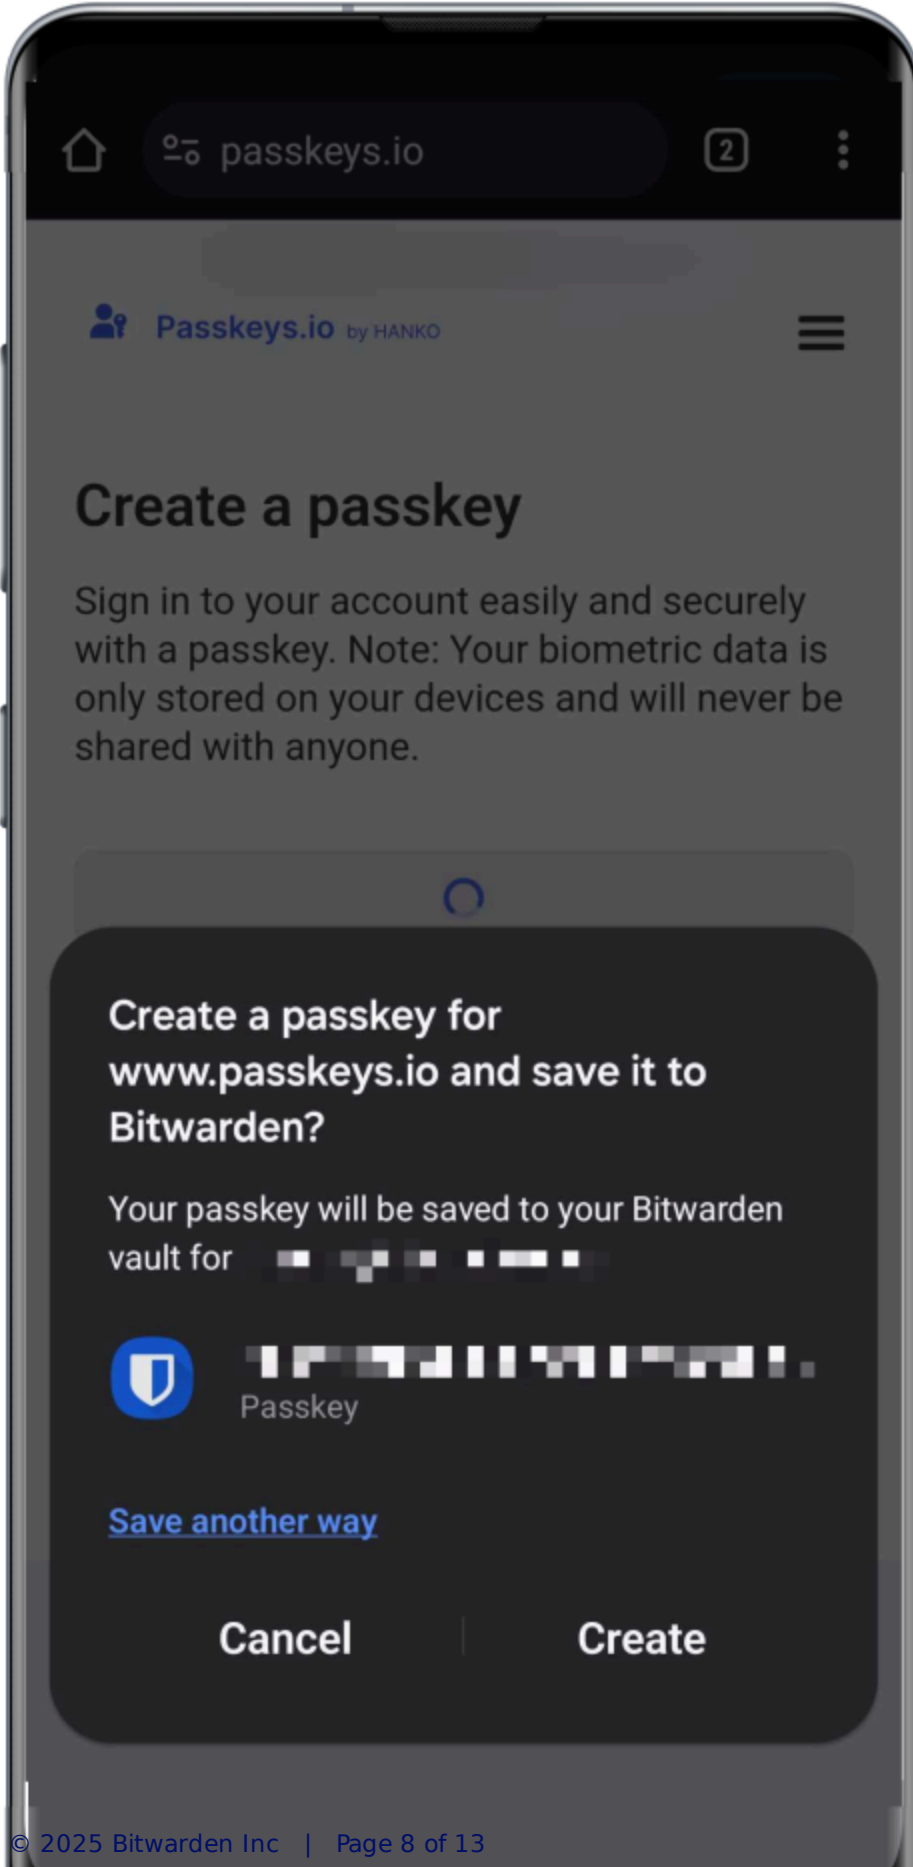 passkeys.io
2
Passkeys.io by HANKO
Create a passkey
Sign in to your account easily and securely
with a passkey. Note: Your biometric data is
only stored on your devices and will never be
shared with anyone.
Create a passkey for
www.passkeys.io and save it to
Bitwarden?
Your passkey will be saved to your Bitwarden
vault for
Passkey
Save another way
Cancel
Create
© 2025 Bitwarden Inc | Page 8 of 13